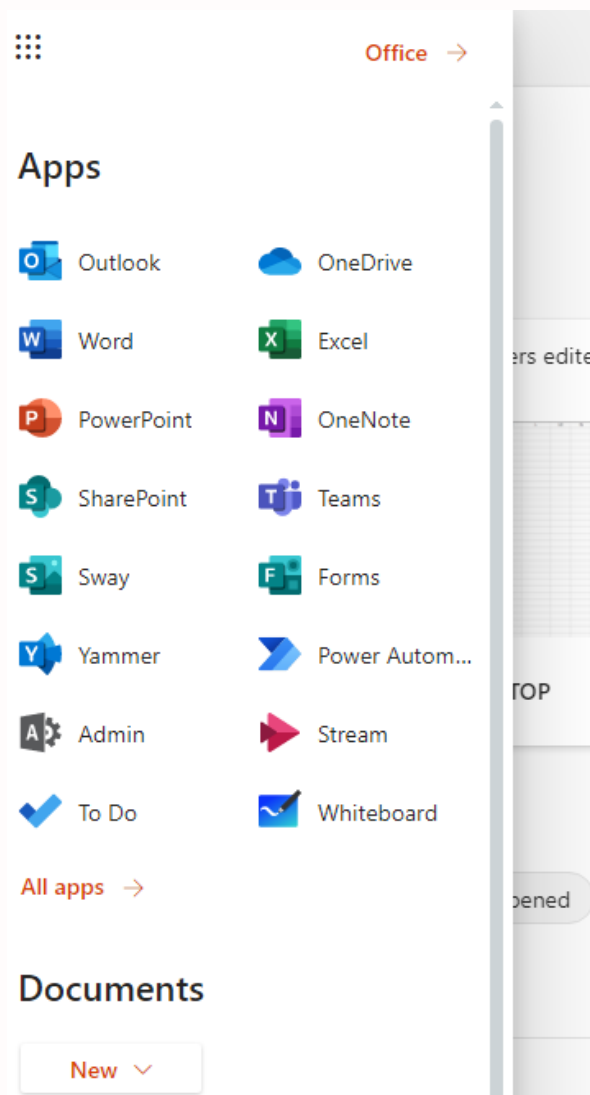 Office
Apps
Outlook OneDrive
Word Excel
PowerPoint OneNote
SharePoint Teams
Sway Forms
Yammer Power Autom...
Admin Stream
To Do Whiteboard
All apps
Documents
New